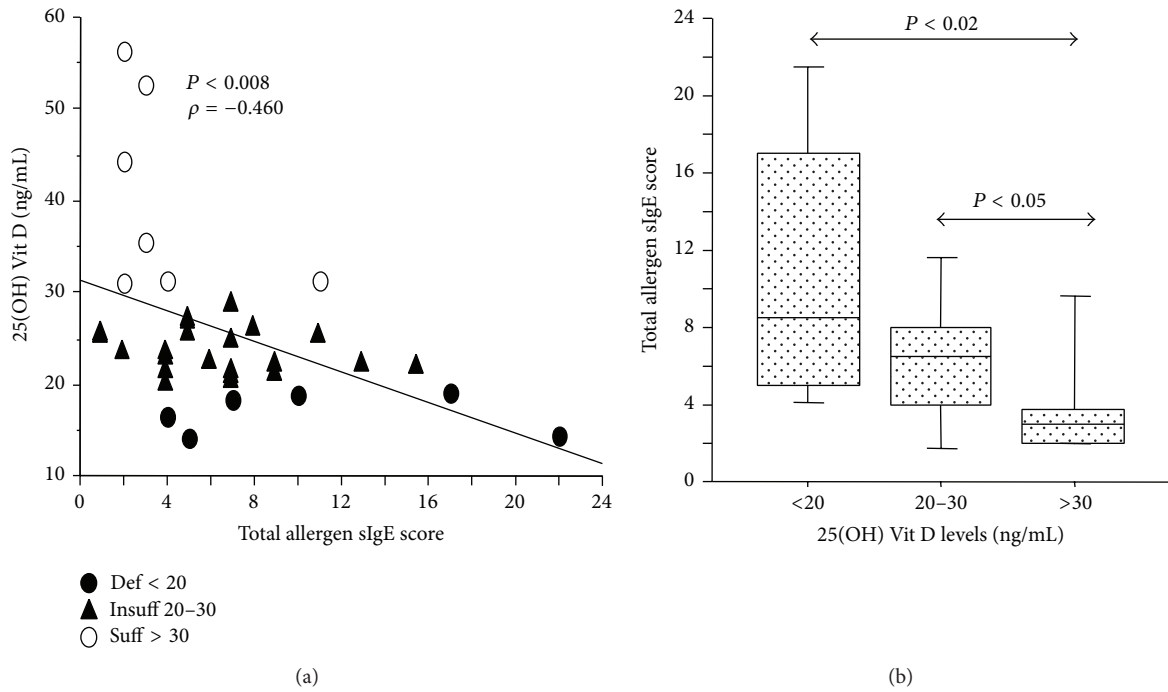 60
50
40
30
20
10
25(OH) Vit D (ng/mL)
P < 0.008
ρ = −0.460
0 4 8 12 16 20 24
Total allergen sIgE score
Def < 20
Insuff 20–30
Suff > 30
(a)
24
20
16
12
8
4
0
Total allergen sIgE score
P < 0.02
P < 0.05
<20 20–30 >30
25(OH) Vit D levels (ng/mL)
(b)